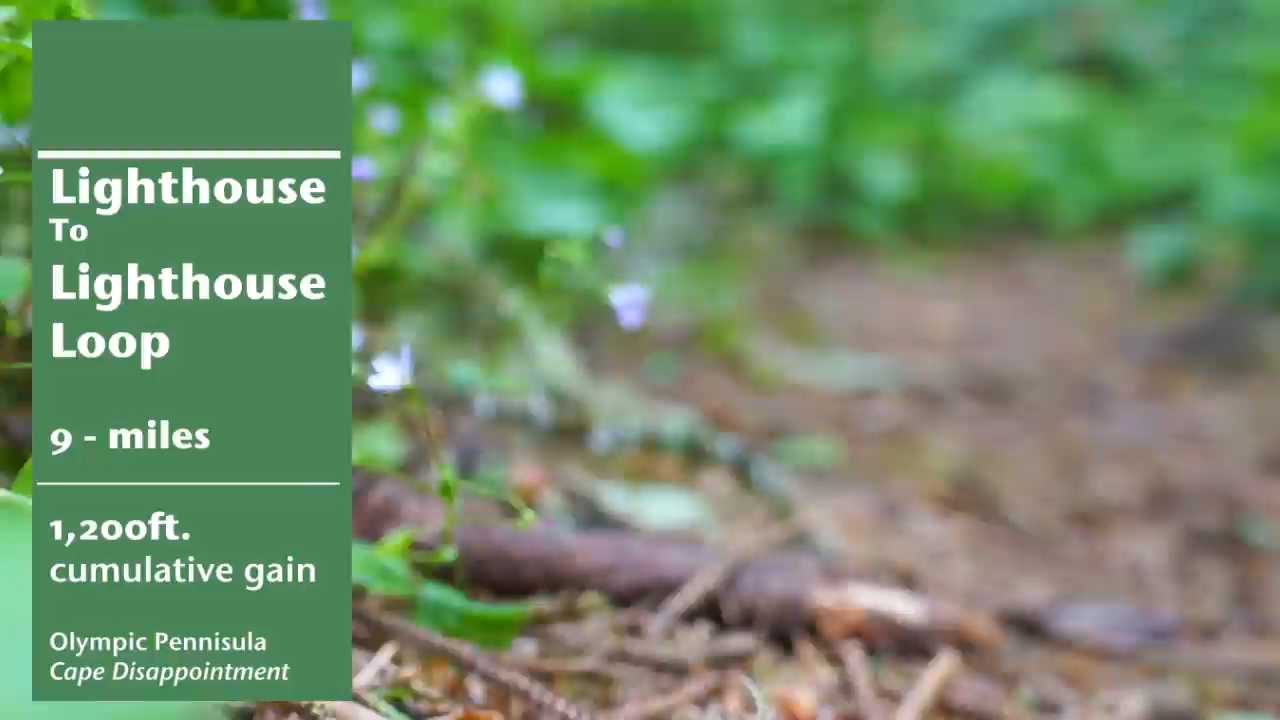 Lighthouse
To
Lighthouse
Loop
9 - miles
1,200ft.
cumulative gain
Olympic Pennisula
Cape Disappointment